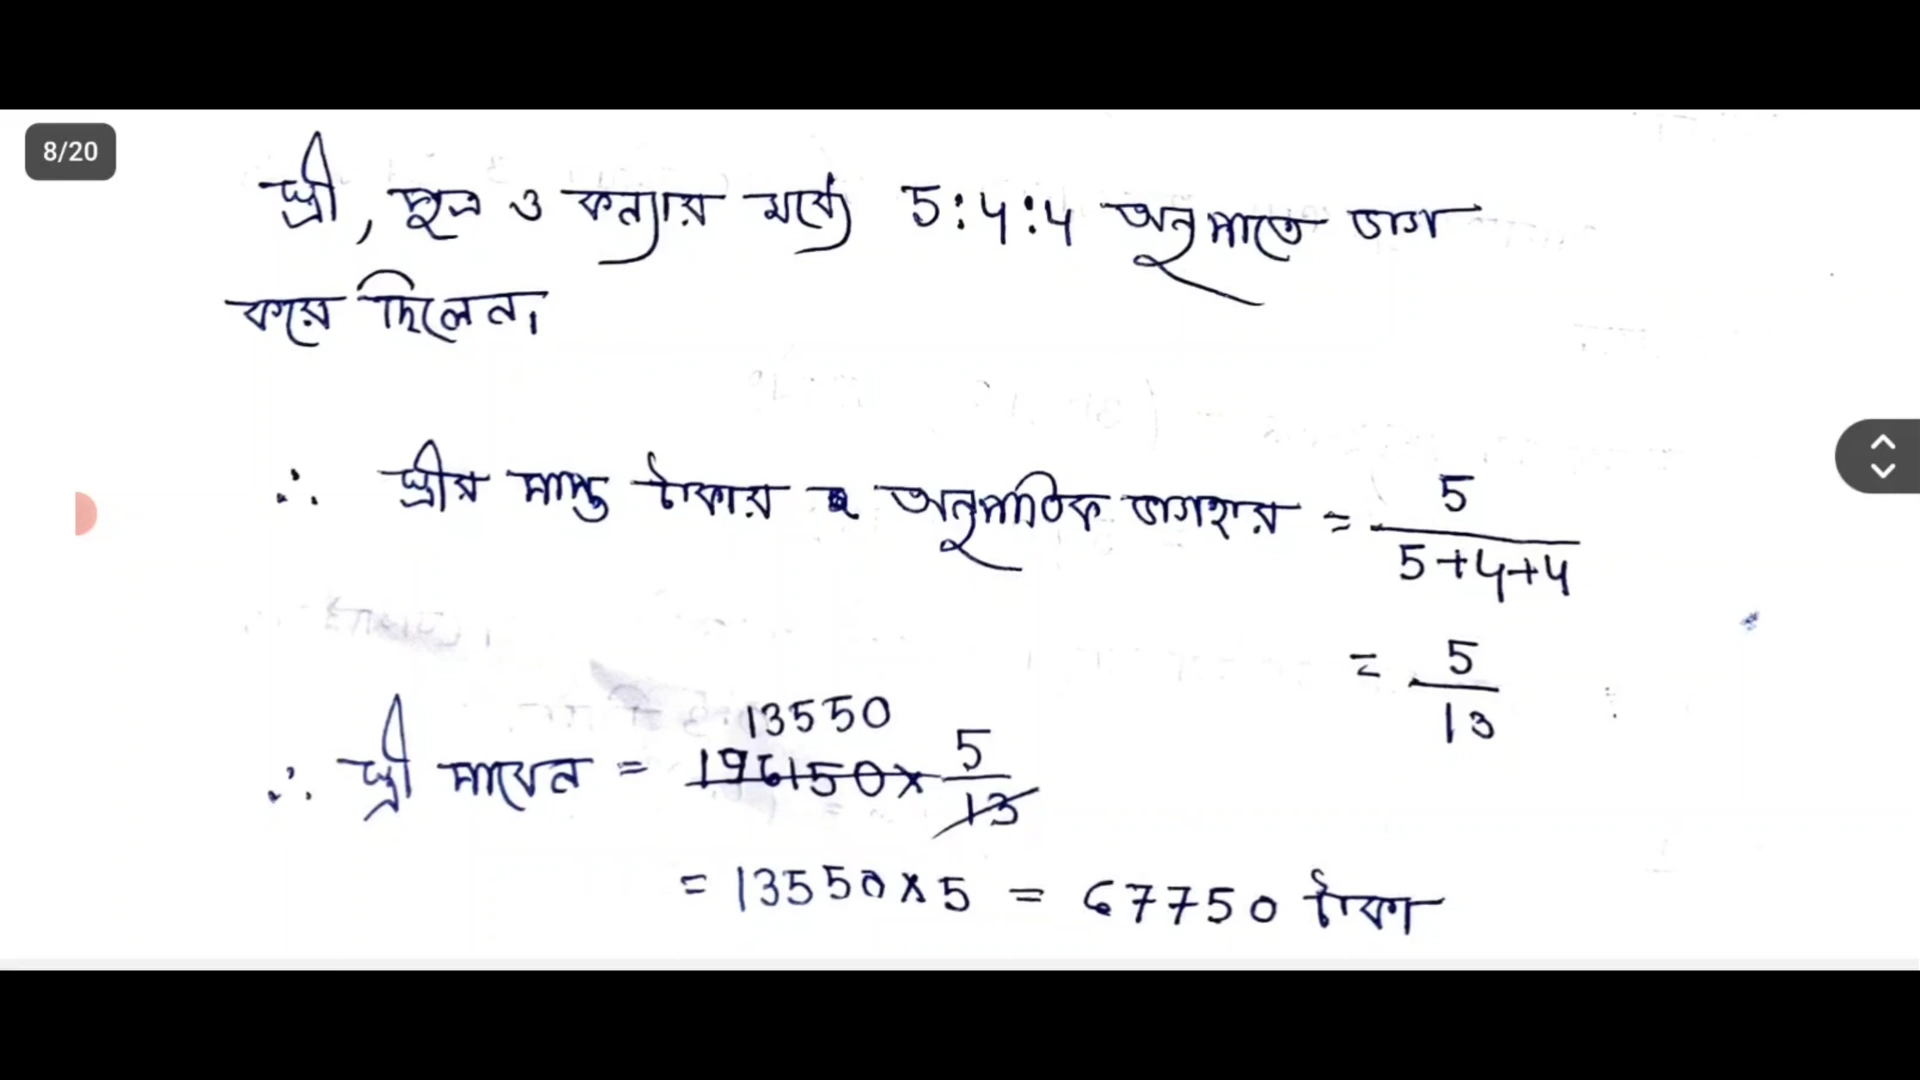 8/20
স্ত্রী, পুত্র ও কন্যার মধ্যে 5:4:4 অনুপাতে ভাগ
করে দিলেন।
∴ স্ত্রীর প্রাপ্ত টাকার আনুপাতিক ভাগহার = 5/(5+4+4)
= 5/13
13550
∴ স্ত্রী পাবেন = 176150 × 5/13
= 13550 × 5 = 67750 টাকা